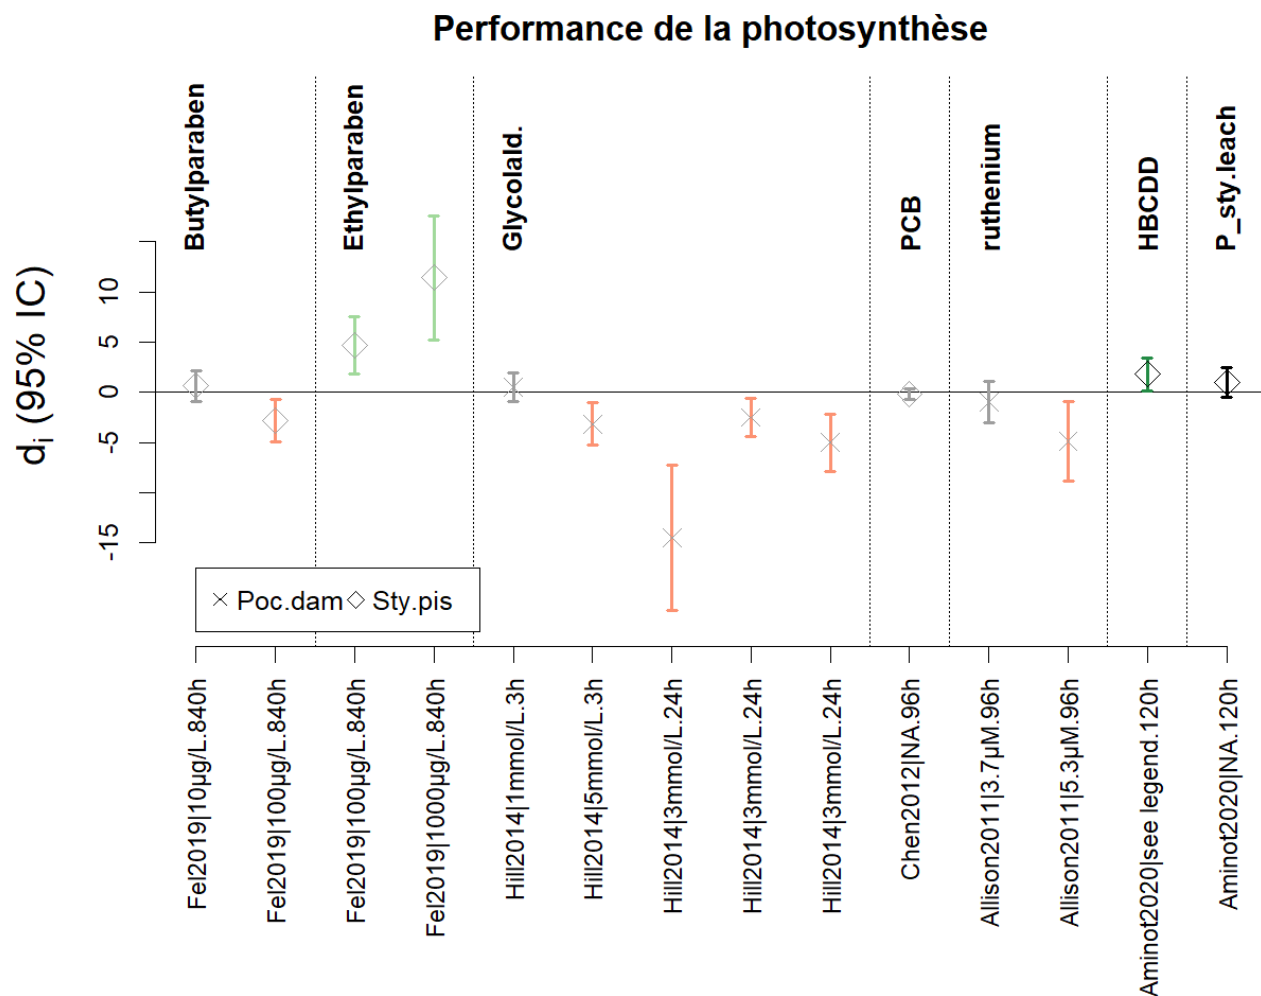 Performance de la photosynthèse
Butylparaben
Ethylparaben
Glycolald.
PCB
ruthenium
HBCDD
P_sty.leach
di (95% IC)
10
5
0
-5
-15
Poc.dam
Sty.pis
Fel2019|10µg/L.840h
Fel2019|100µg/L.840h
Fel2019|100µg/L.840h
Fel2019|1000µg/L.840h
Hill2014|1mmol/L.3h
Hill2014|5mmol/L.3h
Hill2014|3mmol/L.24h
Hill2014|3mmol/L.24h
Hill2014|3mmol/L.24h
Chen2012|NA.96h
Allison2011|3.7µM.96h
Allison2011|5.3µM.96h
Aminot2020|see legend.120h
Aminot2020|NA.120h